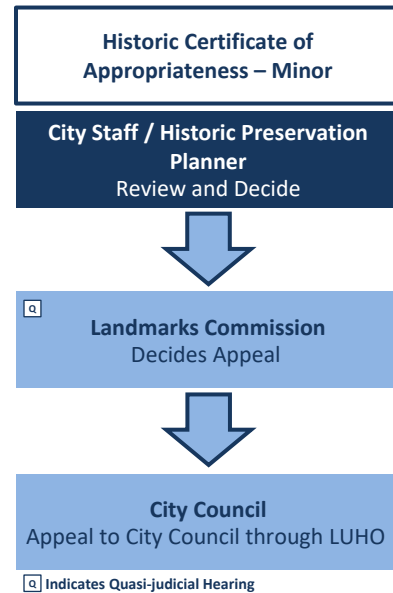 Historic Certificate of
Appropriateness – Minor
City Staff / Historic Preservation
Planner
Review and Decide
Q
Landmarks Commission
Decides Appeal
City Council
Appeal to City Council through LUHO
Q Indicates Quasi-judicial Hearing